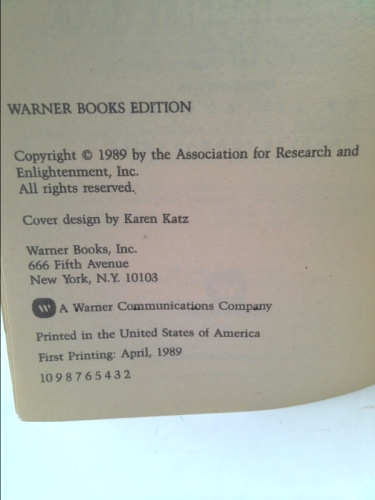 WARNER BOOKS EDITION
Copyright © 1989 by the Association for Research and
Enlightenment, Inc.
All rights reserved.
Cover design by Karen Katz
Warner Books, Inc.
666 Fifth Avenue
New York, N.Y. 10103
W A Warner Communications Company
Printed in the United States of America
First Printing: April, 1989
10 9 8 7 6 5 4 3 2